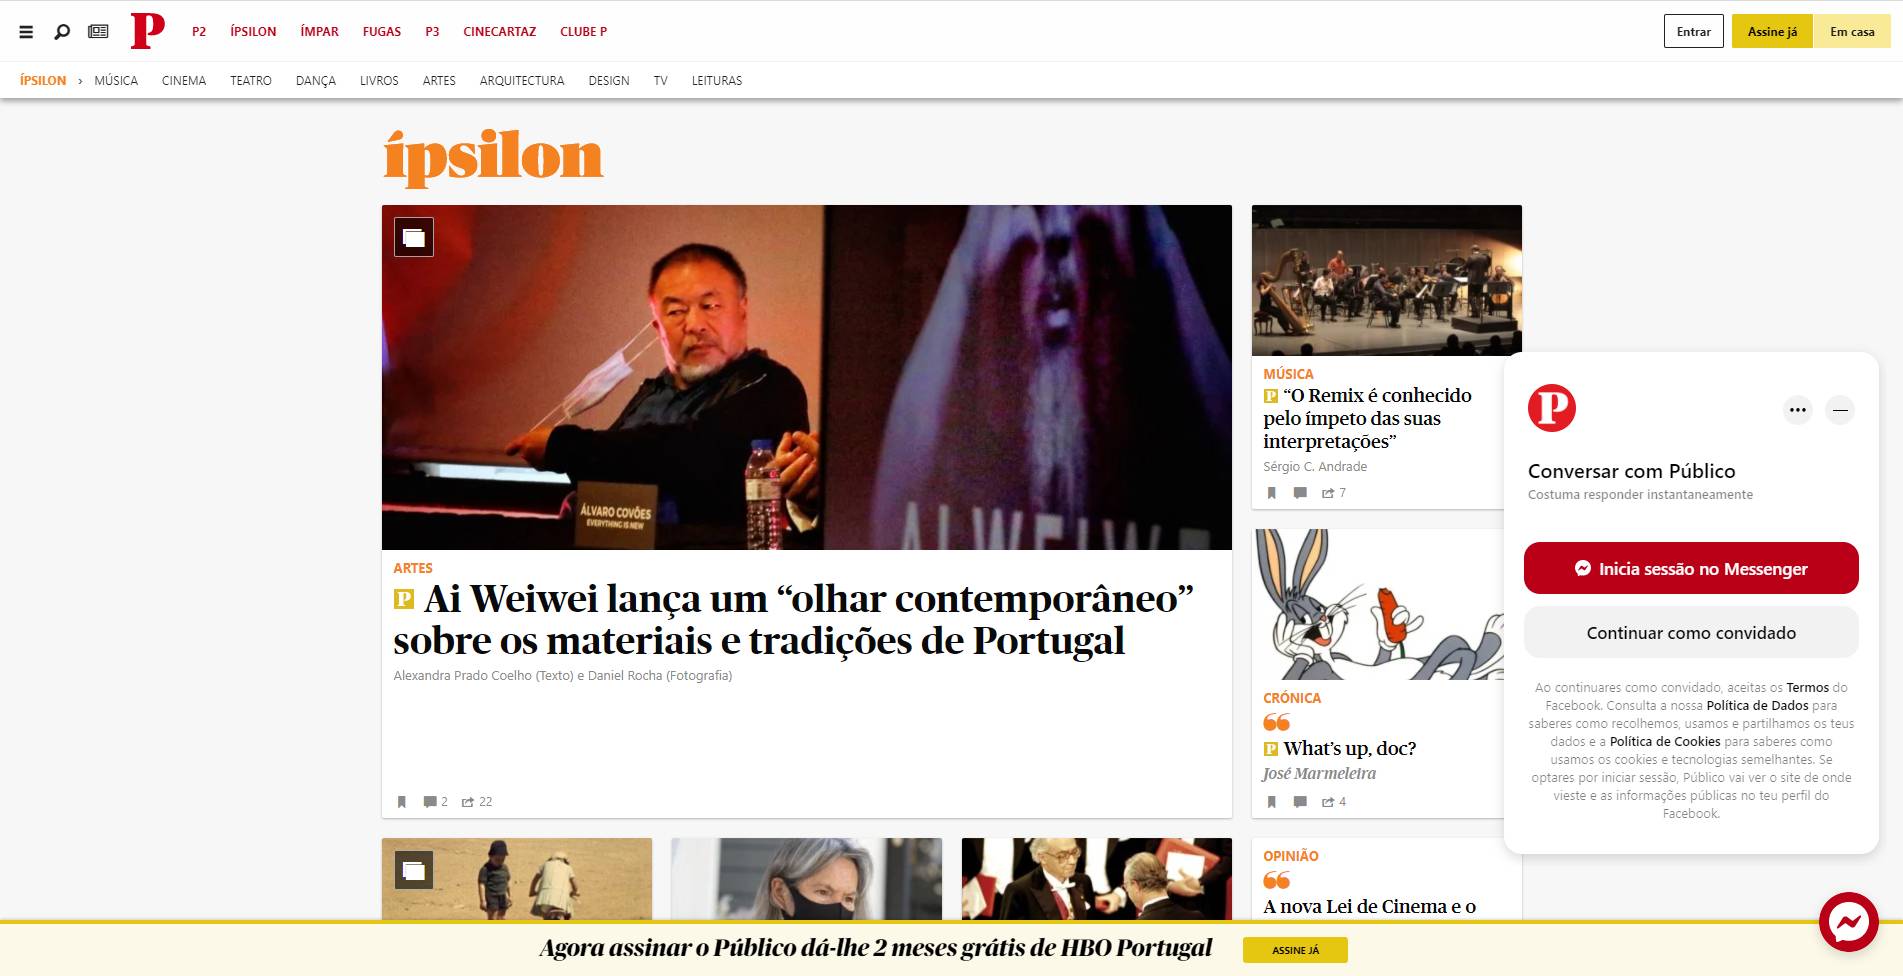 P
P2 ÍPSILON ÍMPAR FUGAS P3 CINECARTAZ CLUBE P
Entrar
Assine já
Em casa
ÍPSILON › MÚSICA CINEMA TEATRO DANÇA LIVROS ARTES ARQUITECTURA DESIGN TV LEITURAS
ípsilon
ÁLVARO COVÕES
EVERYTHING IS NEW
AI WEIWE
ARTES
P Ai Weiwei lança um “olhar contemporâneo”
sobre os materiais e tradições de Portugal
Alexandra Prado Coelho (Texto) e Daniel Rocha (Fotografia)
2 22
MÚSICA
P “O Remix é conhecido
pelo ímpeto das suas
interpretações”
Sérgio C. Andrade
7
CRÓNICA
P What’s up, doc?
José Marmeleira
4
OPINIÃO
A nova Lei de Cinema e o
P
Conversar com Público
Costuma responder instantaneamente
Inicia sessão no Messenger
Continuar como convidado
Ao continuares como convidado, aceitas os Termos do
Facebook. Consulta a nossa Política de Dados para
saberes como recolhemos, usamos e partilhamos os teus
dados e a Política de Cookies para saberes como
usamos os cookies e tecnologias semelhantes. Se
optares por iniciar sessão, Público vai ver o site de onde
vieste e as informações públicas no teu perfil do
Facebook.
Agora assinar o Público dá-lhe 2 meses grátis de HBO Portugal
ASSINE JÁ